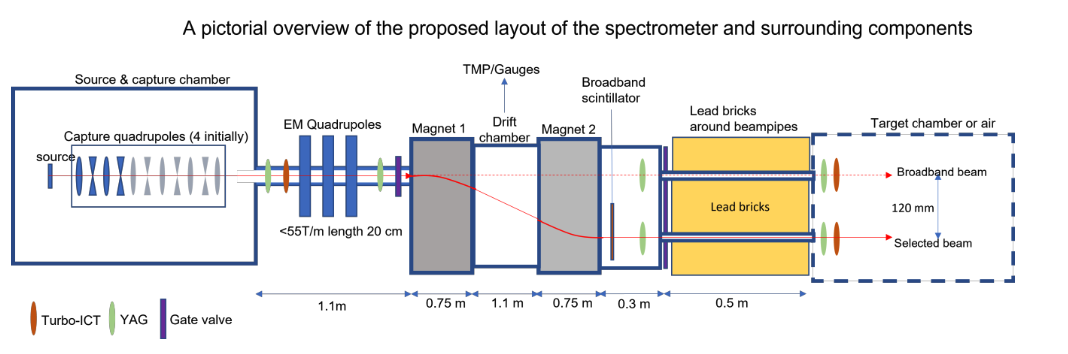 A pictorial overview of the proposed layout of the spectrometer and surrounding components
Source & capture chamber
Capture quadrupoles (4 initially)
source
EM Quadrupoles
<55T/m length 20 cm
TMP/Gauges
Magnet 1
Drift
chamber
Magnet 2
Broadband
scintillator
Lead bricks
around beampipes
Lead bricks
Target chamber or air
Broadband beam
120 mm
Selected beam
1.1m
0.75 m
1.1 m
0.75 m
0.3 m
0.5 m
Turbo-ICT
YAG
Gate valve